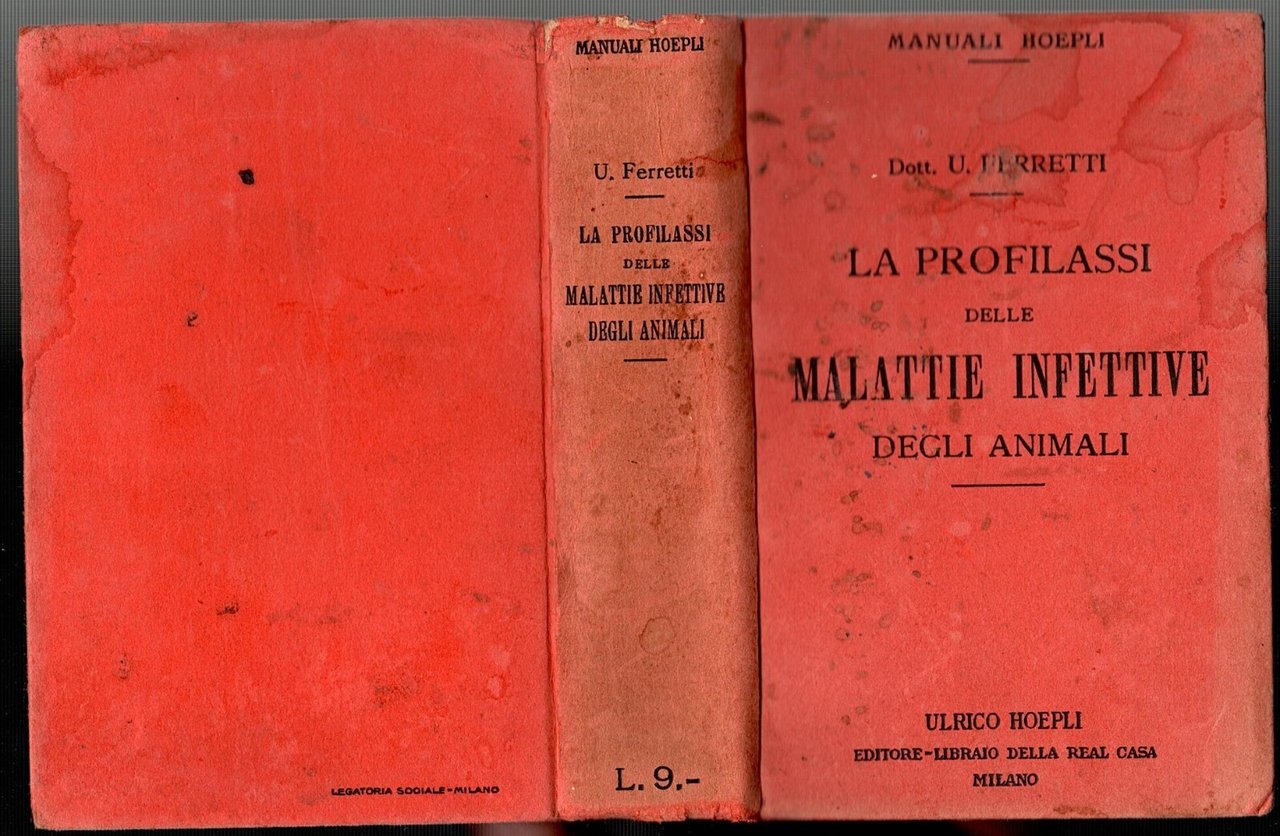 MANUALI HOEPLI
Dott. U. FERRETTI
LA PROFILASSI
DELLE
MALATTIE INFETTIVE
DEGLI ANIMALI
ULRICO HOEPLI
EDITORE-LIBRAIO DELLA REAL CASA
MILANO
MANUALI HOEPLI
U. Ferretti
LA PROFILASSI
DELLE
MALATTIE INFETTIVE
DEGLI ANIMALI
L. 9.-
LEGATORIA SOCIALE-MILANO